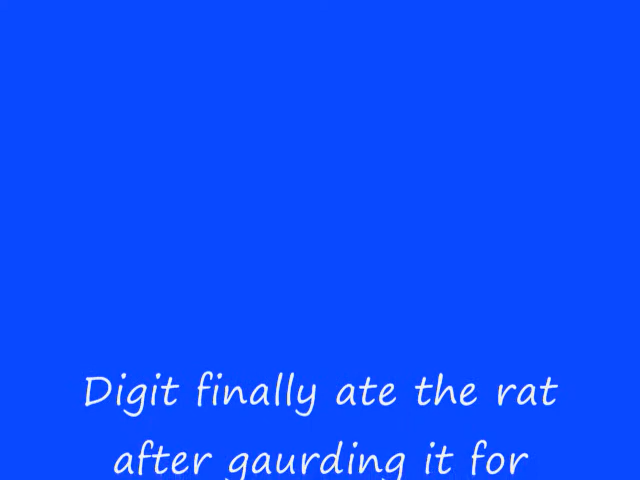 Digit finally ate the rat
after gaurding it for